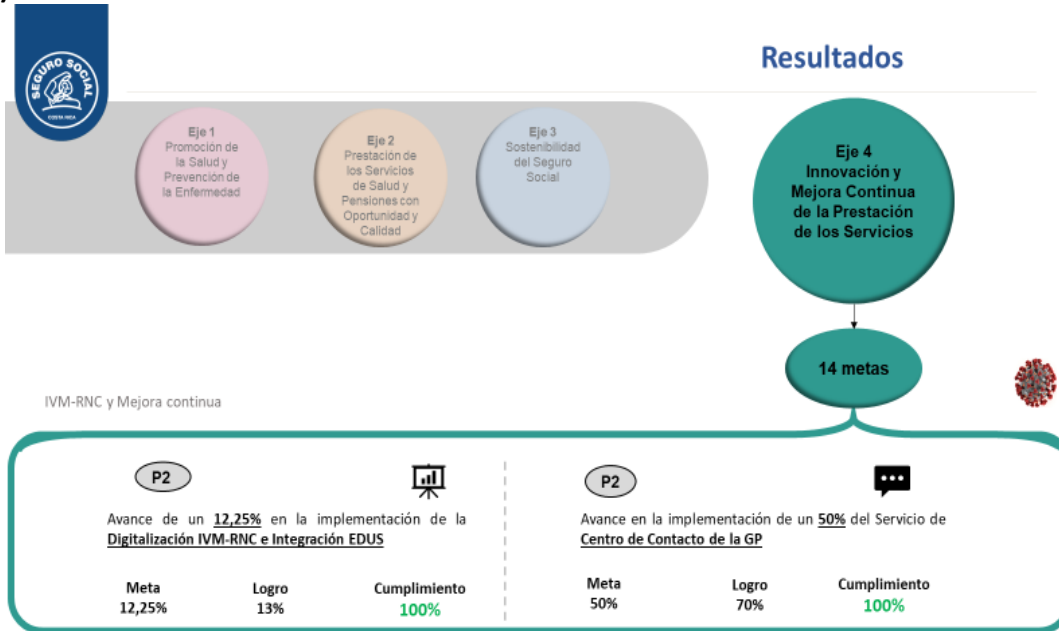 SEGURO SOCIAL
COSTA RICA
Resultados
Eje 1
Promoción de
la Salud y
Prevención de
la Enfermedad
Eje 2
Prestación de
los Servicios
de Salud y
Pensiones con
Oportunidad y
Calidad
Eje 3
Sostenibilidad
del Seguro
Social
Eje 4
Innovación y
Mejora Continua
de la Prestación
de los Servicios
14 metas
IVM-RNC y Mejora continua
P2
Avance de un 12,25% en la implementación de la
Digitalización IVM-RNC e Integración EDUS
Meta Logro Cumplimiento
12,25% 13% 100%
P2
Avance en la implementación de un 50% del Servicio de
Centro de Contacto de la GP
Meta Logro Cumplimiento
50% 70% 100%